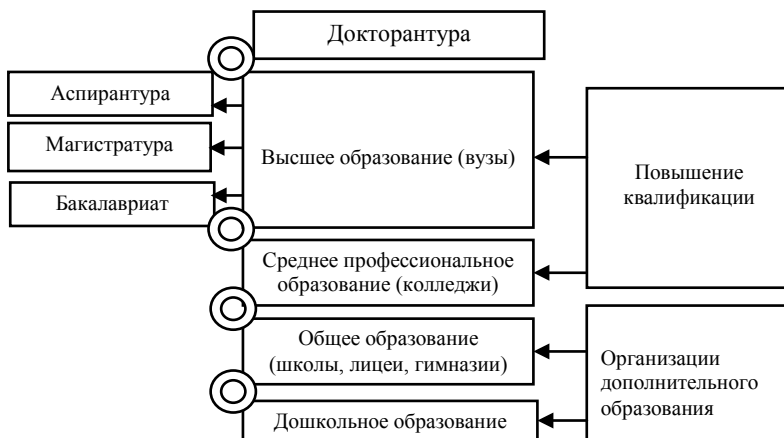 Докторантура
Аспирантура
Магистратура
Бакалавриат
Высшее образование (вузы)
Повышение
квалификации
Среднее профессиональное
образование (колледжи)
Общее образование
(школы, лицеи, гимназии)
Организации
дополнительного
образования
Дошкольное образование